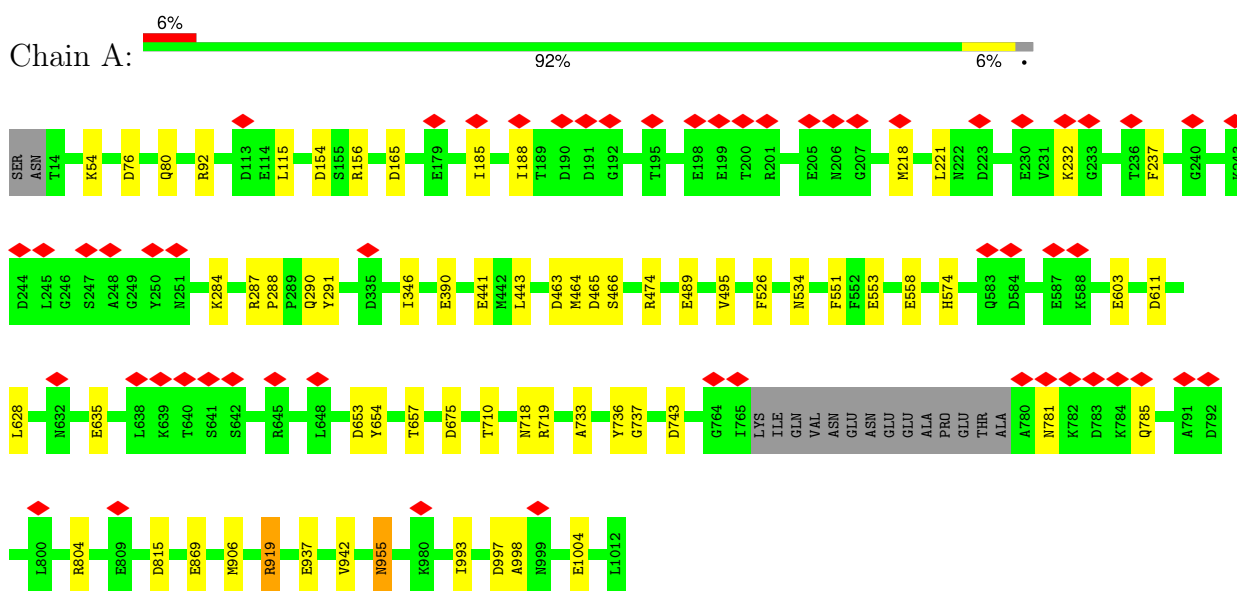 6%
Chain A:
92% 6% •
SER ASN T14 K54 D76 Q80 R92 D113 E114 L115 D154 S155 R156 D165 E179 I185 I188 T189 D190 D191 G192 T195 E198 E199 T200 R201 E205 N206 G207 M218 L221 N222 D223 E230 V231 K232 G233 T236 F237 G240
D244 L245 G246 S247 A248 G249 Y250 N251 K284 R287 P288 P289 Q290 Y291 D335 I346 E390 E441 M442 L443 D463 M464 D465 S466 R474 E489 V495 F526 N534 F551 F552 E553 E558 H574 Q583 D584 E587 K588 E603 D611
L628 N632 E635 L638 K639 T640 S641 S642 R645 L648 D653 Y654 T657 D675 T710 N718 R719 A733 Y736 G737 D743 G764 I765 LYS ILE GLN VAL ASN GLU ASN GLU GLU ALA PRO GLU THR ALA A780 N781 K782 D783 K784 Q785 A791 D792
L800 R804 E809 D815 E869 M906 R919 E937 V942 N955 K980 I993 D997 A998 N999 E1004 L1012